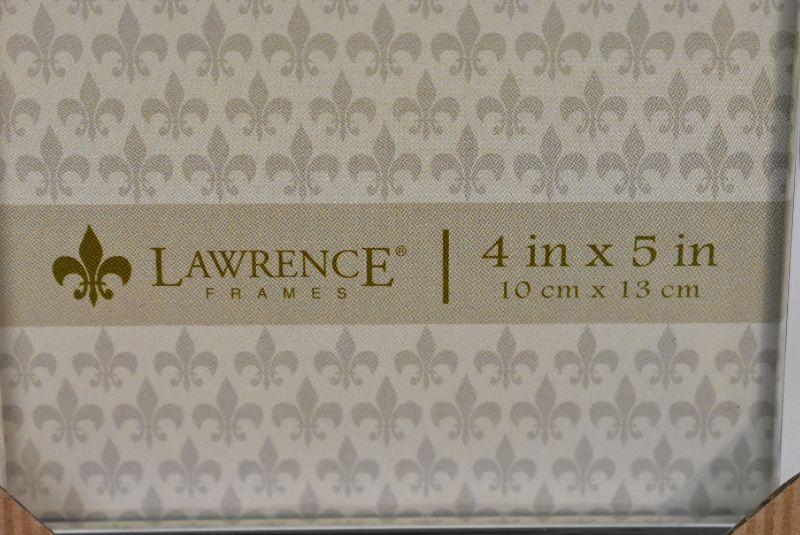 LAWRENCE®
FRAMES
4 in x 5 in
10 cm x 13 cm